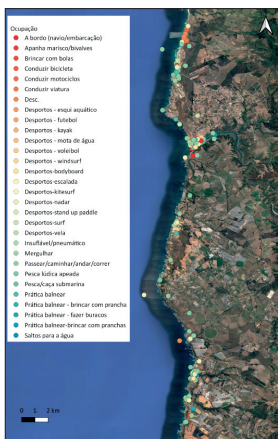 Ocupação
A bordo (navio/embarcação)
Apanha marisco/bivalves
Brincar com bolas
Conduzir bicicleta
Conduzir motociclos
Conduzir viatura
Desc.
Desportos - esqui aquático
Desportos - futebol
Desportos - kayak
Desportos - mota de água
Desportos - voleibol
Desportos - windsurf
Desportos-bodyboard
Desportos-escalada
Desportos-kitesurf
Desportos-nadar
Desportos-stand up paddle
Desportos-surf
Desportos-vela
Insuflável/pneumático
Mergulhar
Passear/caminhar/andar/correr
Pesca lúdica apeada
Pesca/caça submarina
Prática balnear
Prática balnear - brincar com prancha
Prática balnear - fazer buracos
Prática balnear-brincar com pranchas
Saltos para a água
0 1 2 km